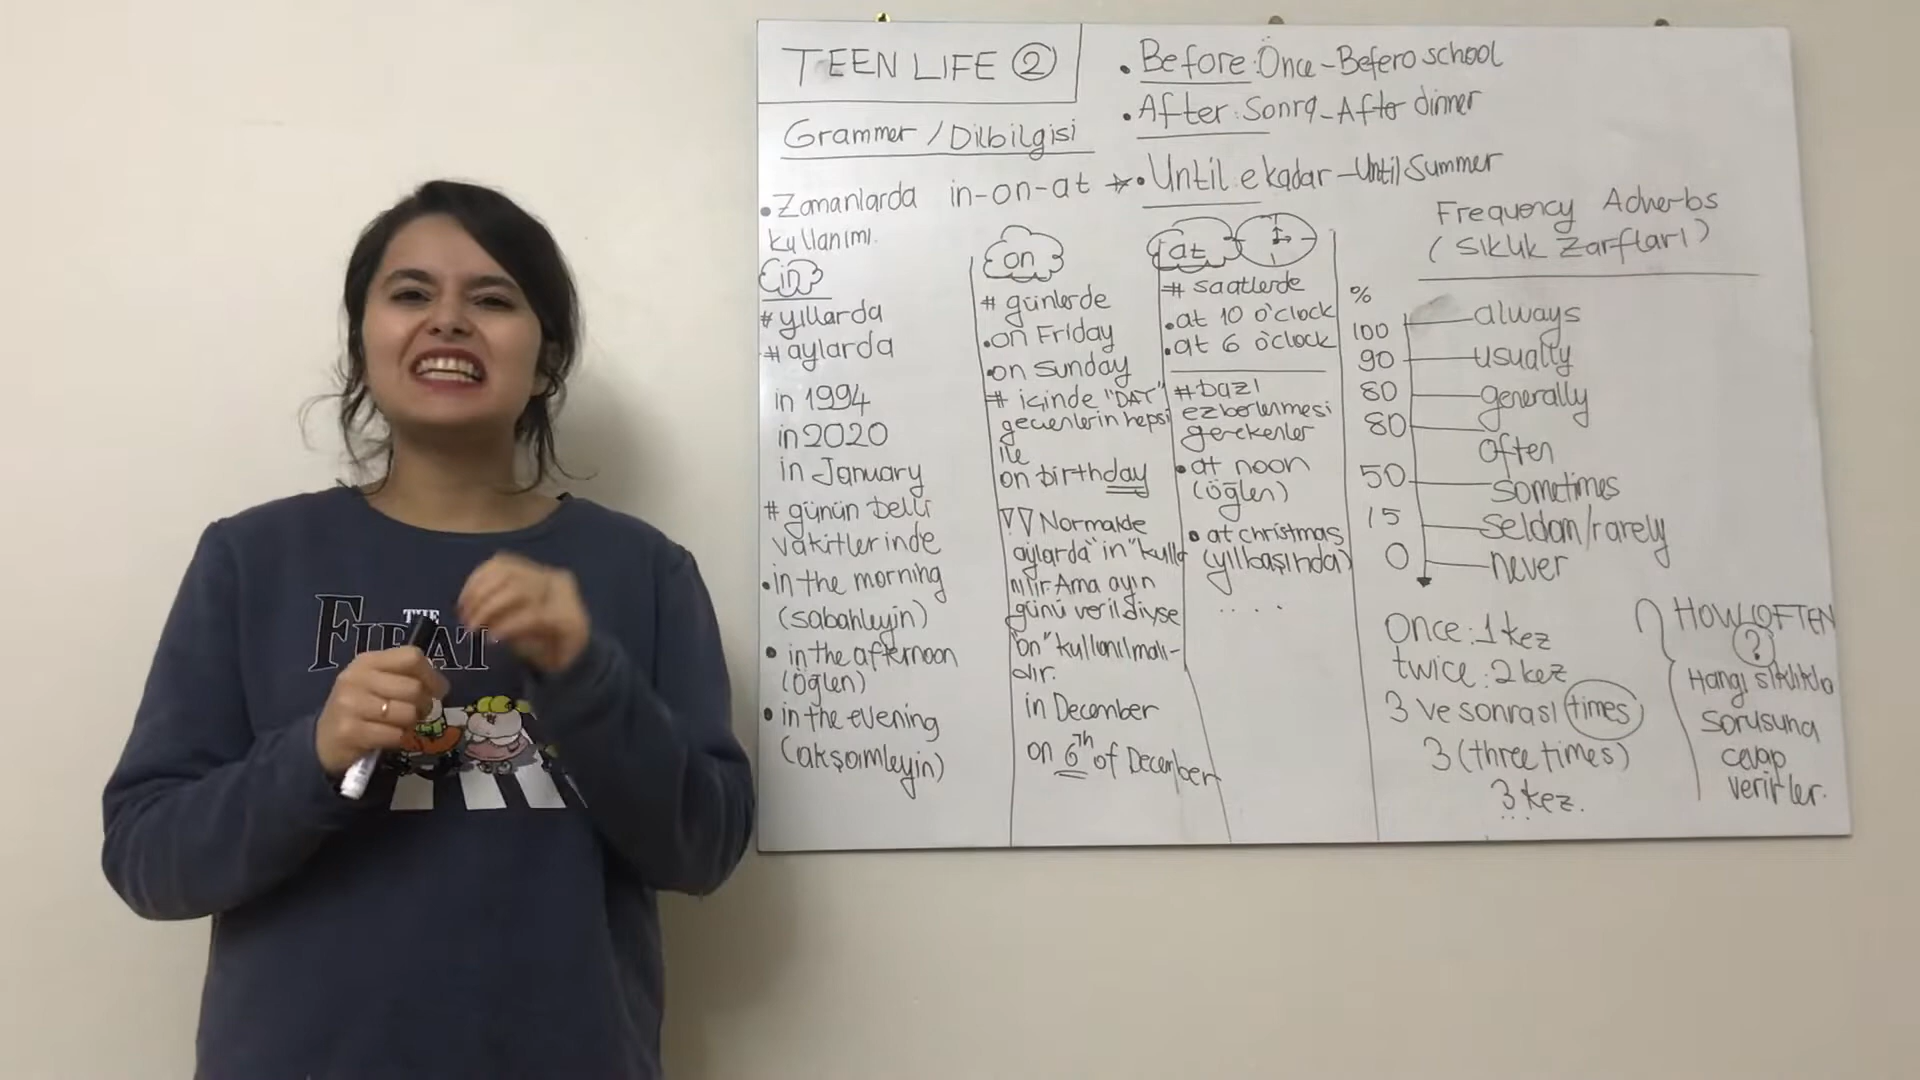 TEEN LIFE 2
• Before: Önce - Befero school
• After: Sonra - After dinner
Grammer / Dilbilgisi
• Until: e kadar - Until Summer
• Zamanlarda in-on-at
kullanımı.
in
# yıllarda
# aylarda
in 1994
in 2020
in January
# günün belli
vakitlerinde
• in the morning
(sabahleyin)
• in the afternoon
(öğlen)
• in the evening
(akşamleyin)
on
# günlerde
• on Friday
• on Sunday
# içinde "DAY"
geçenlerin hepsi
ile
on birthday
Normalde
aylarda "in" kulla
nılır. Ama ayın
günü verildiyse
"on" kullanılmalı-
dır.
in December
on 6th of December
at
# saatlerde
• at 10 o'clock
• at 6 o'clock
# bazı
ezberlenmesi
gerekenler
• at noon
(öğlen)
• at christmas
(yılbaşında)
....
Frequency Adverbs
(Sıklık Zarfları)
%
100 always
90 usually
80 generally
80 often
50 sometimes
15 seldom/rarely
0 never
Once: 1 kez
twice: 2 kez
3 ve sonrası times
3 (three times)
3 kez.
HOW OFTEN
?
Hangi sıklıkla
sorusuna
cevap
verirler.
THE